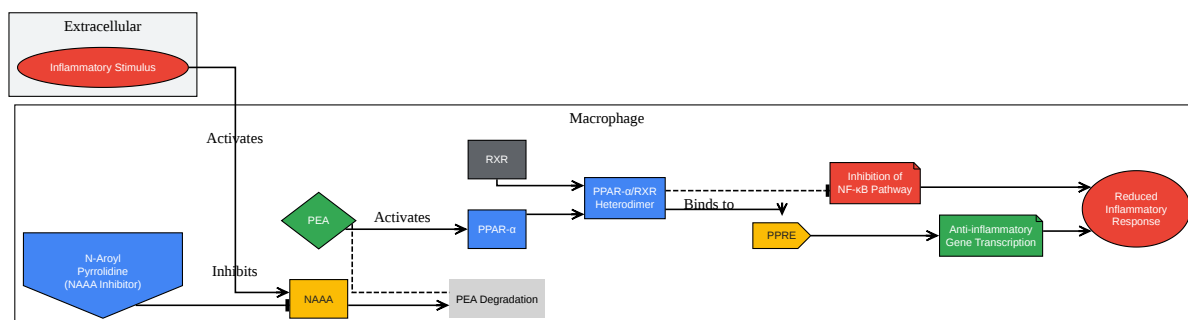 Extracellular
Inflammatory Stimulus
Macrophage
Activates
RXR
Inhibition of
NF-κB Pathway
PPAR-α/RXR
Heterodimer
Binds to
Reduced
Inflammatory
Response
PEA
Activates
PPAR-α
PPRE
Anti-inflammatory
Gene Transcription
N-Aroyl
Pyrrolidine
(NAAA Inhibitor)
Inhibits
NAAA
PEA Degradation